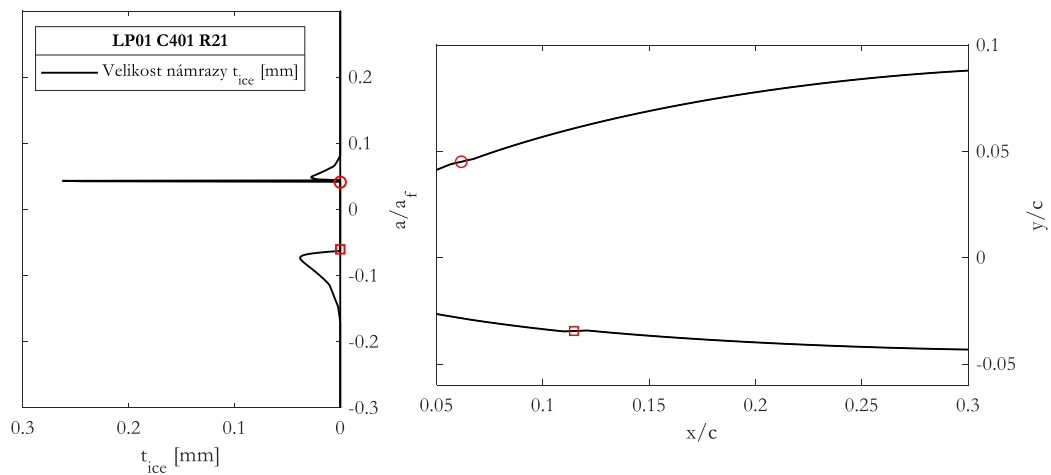 LP01 C401 R21
Velikost námrazy t_ice [mm]
0.2
0.1
0
-0.1
-0.2
-0.3
a/a_f
0.3 0.2 0.1 0
t_ice [mm]
0.1
0.05
0
-0.05
y/c
0.05 0.1 0.15 0.2 0.25 0.3
x/c